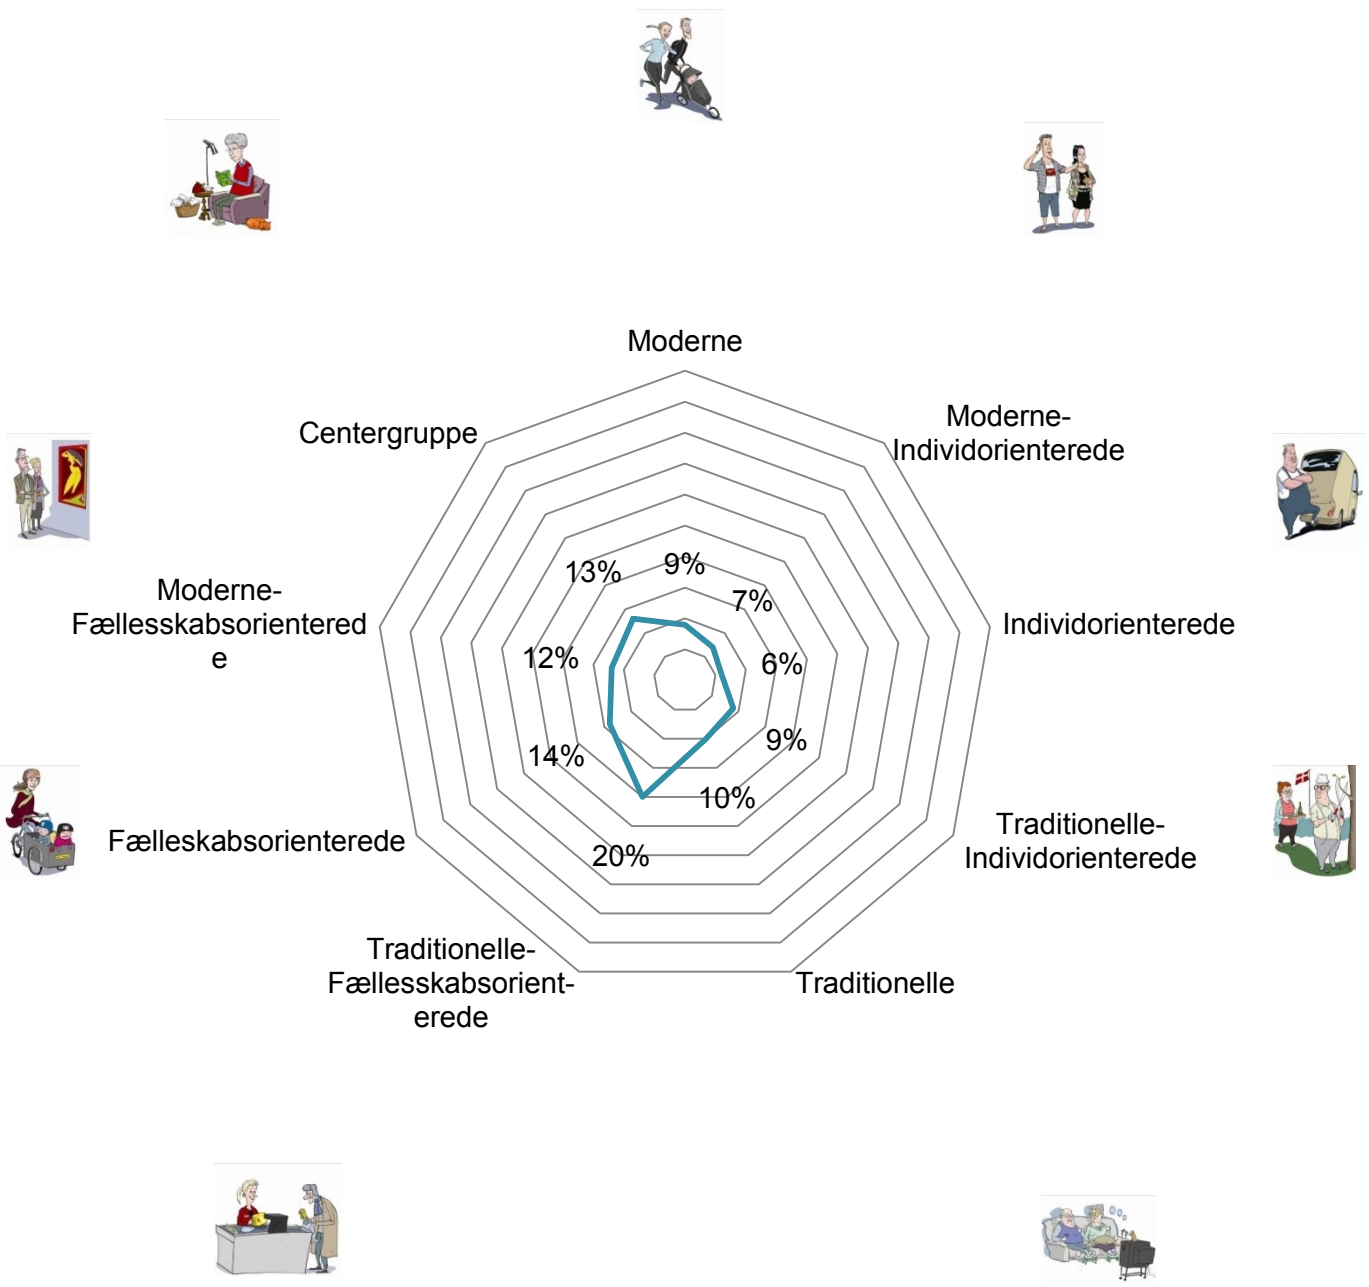 Moderne
Moderne-
Individorienterede
Centergruppe
13%
9%
7%
Moderne-
Fællesskabsorientered
e
12%
6%
Individorienterede
14%
9%
10%
Fælleskabsorienterede
20%
Traditionelle-
Individorienterede
Traditionelle-
Fællesskabsorient-
erede
Traditionelle